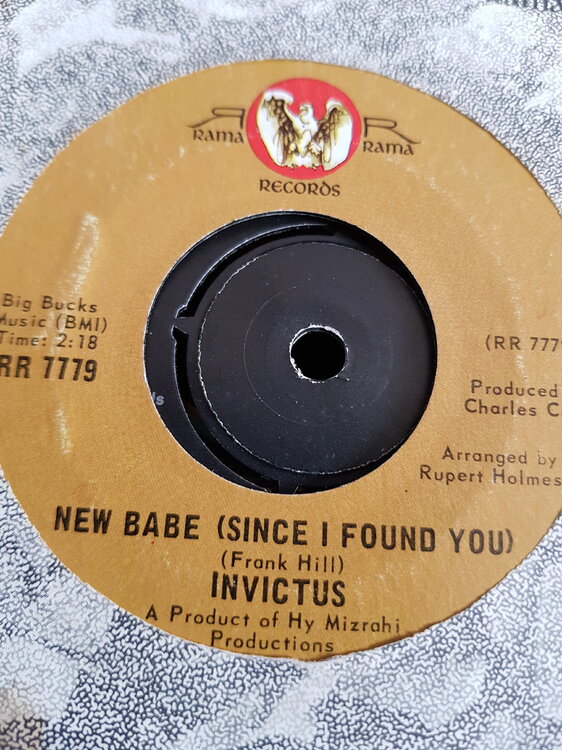 RAMA RAMA
RECORDS
Big Bucks
Music (BMI)
Time: 2:18
RR 7779
(RR 7779
Produced
Charles
Arranged by
Rupert Holmes
NEW BABE (SINCE I FOUND YOU)
(Frank Hill)
INVICTUS
A Product of Hy Mizrahi
Productions